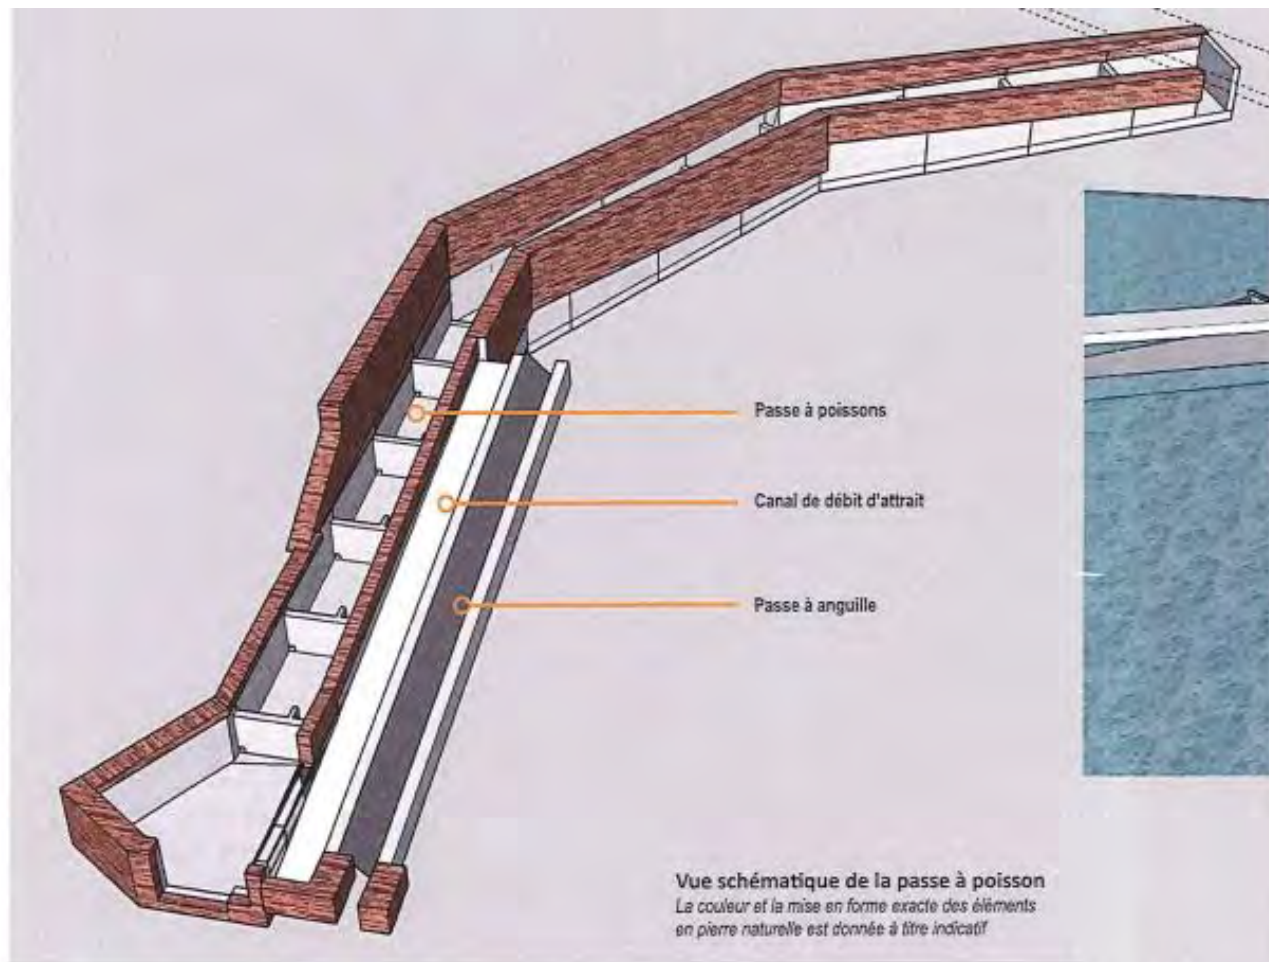 Passe à poissons
Canal de débit d'attrait
Passe à anguille
Vue schématique de la passe à poisson
La couleur et la mise en forme exacte des éléments
en pierre naturelle est donnée à titre indicatif